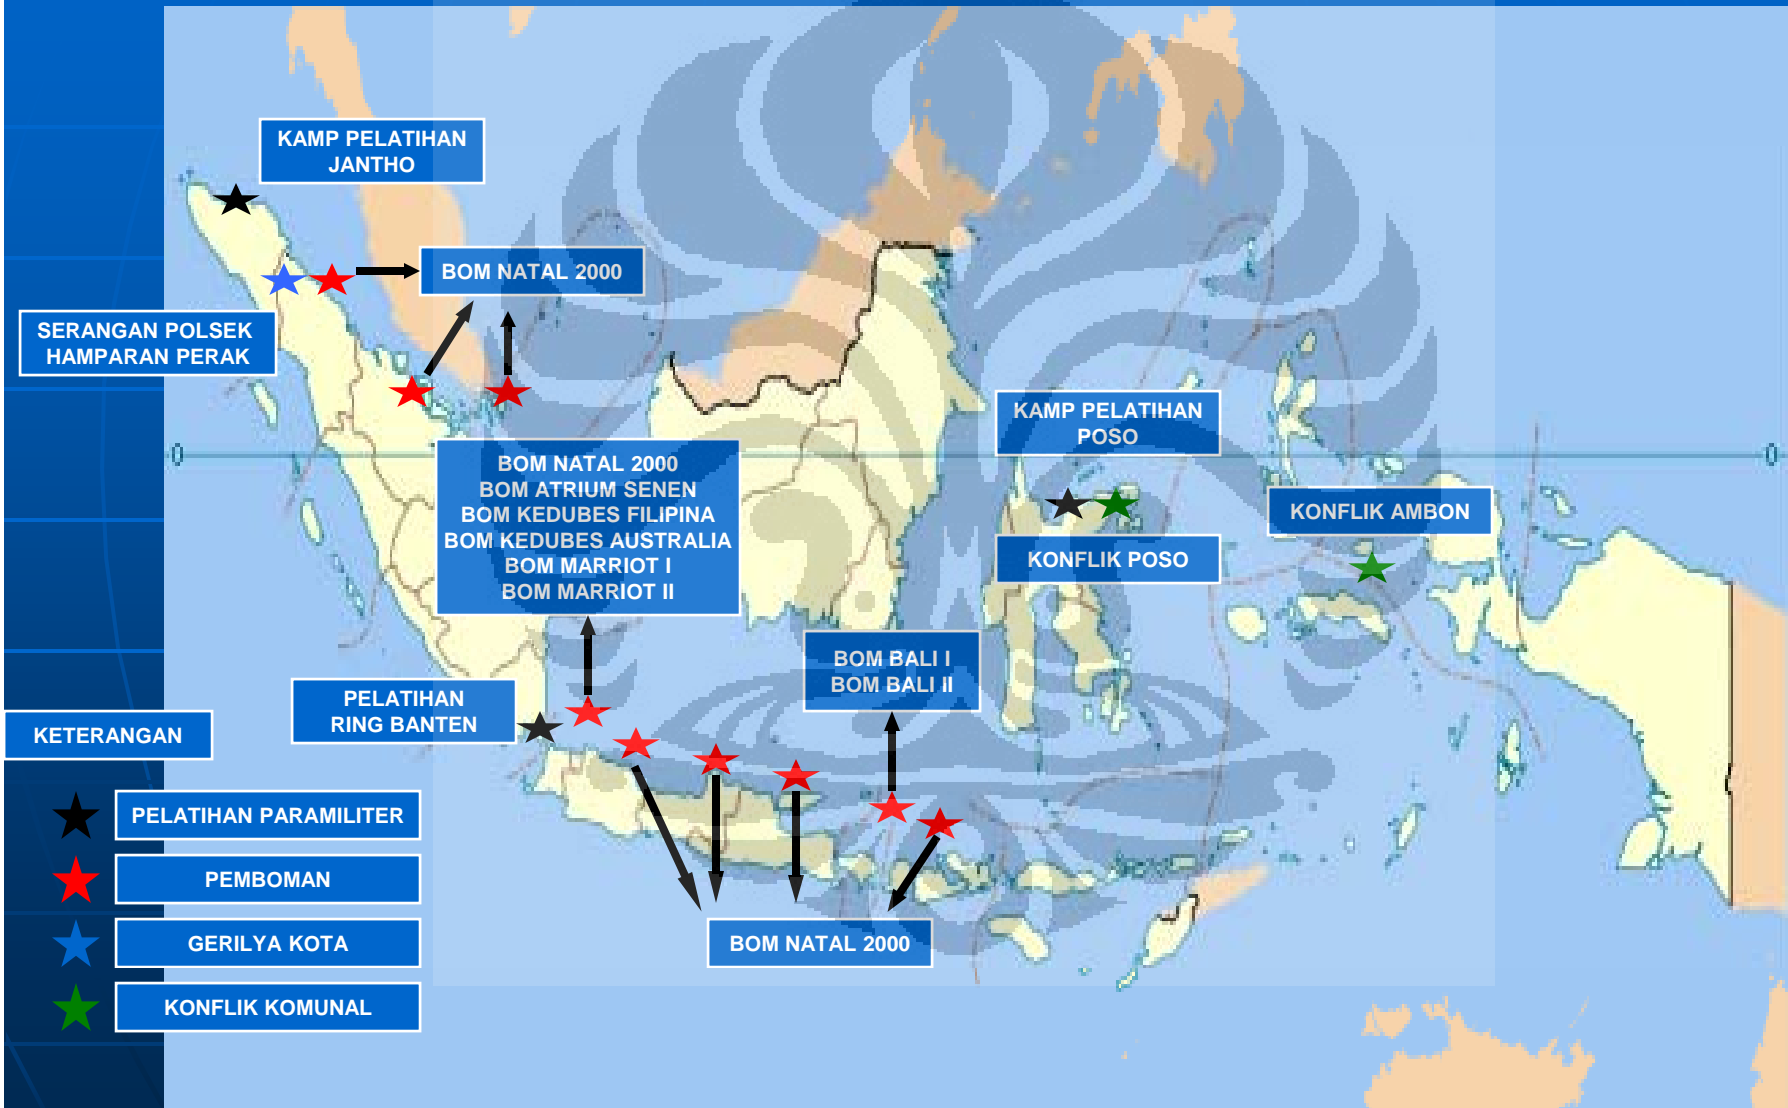 KAMP PELATIHAN
JANTHO
BOM NATAL 2000
SERANGAN POLSEK
HAMPARAN PERAK
KAMP PELATIHAN
POSO
0
0
BOM NATAL 2000
BOM ATRIUM SENEN
BOM KEDUBES FILIPINA
BOM KEDUBES AUSTRALIA
BOM MARRIOT I
BOM MARRIOT II
KONFLIK AMBON
KONFLIK POSO
BOM BALI I
BOM BALI II
PELATIHAN
RING BANTEN
KETERANGAN
PELATIHAN PARAMILITER
PEMBOMAN
GERILYA KOTA
KONFLIK KOMUNAL
BOM NATAL 2000